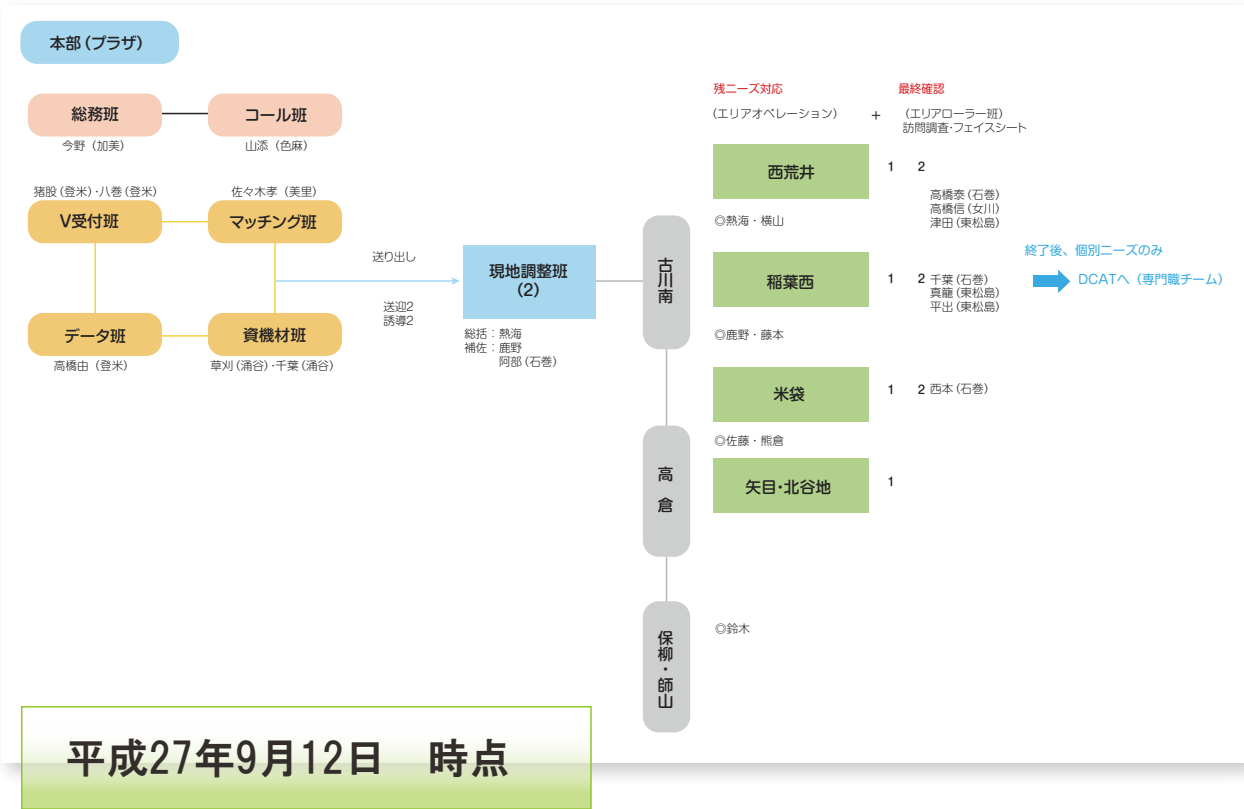 本部（プラザ）
総務班
コール班
今野（加美）
山添（色麻）
猪股（登米）・八巻（登米）
佐々木孝（美里）
V受付班
マッチング班
データ班
資機材班
高橋由（登米）
草刈（涌谷）・千葉（涌谷）
送り出し
送迎2
誘導2
現地調整班
(2)
総括：熱海
補佐：鹿野
阿部（石巻）
古川南
高倉
保柳・師山
残ニーズ対応
（エリアオペレーション）
+
最終確認
（エリアローラー班）
訪問調査・フェイスシート
西荒井
1 2
高橋泰（石巻）
高橋信（女川）
津田（東松島）
◎熱海・横山
稲葉西
1 2 千葉（石巻）
真籠（東松島）
平出（東松島）
終了後、個別ニーズのみ
DCATへ（専門職チーム）
◎鹿野・藤本
米袋
1 2 西本（石巻）
◎佐藤・熊倉
矢目・北谷地
1
◎鈴木
平成27年9月12日　時点